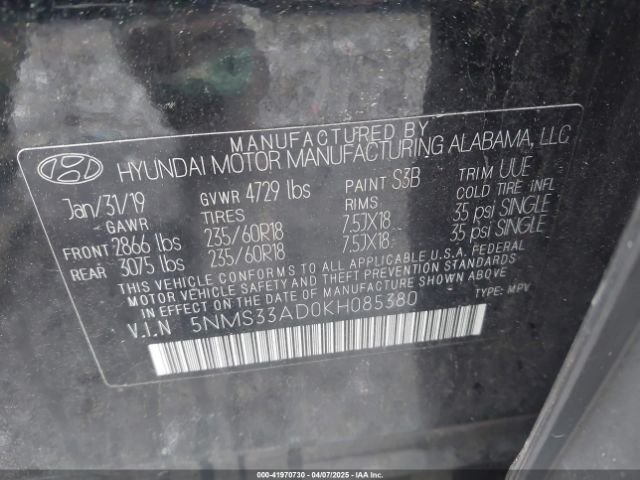 MANUFACTURED BY
HYUNDAI MOTOR MANUFACTURING ALABAMA, LLC
Jan/31/19 GVWR 4729 lbs PAINT S3B TRIM UUE
GAWR TIRES RIMS COLD TIRE INFL
FRONT 2866 lbs 235/60R18 7.5JX18 35 psi SINGLE
REAR 3075 lbs 235/60R18 7.5JX18 35 psi SINGLE
THIS VEHICLE CONFORMS TO ALL APPLICABLE U.S.A. FEDERAL
MOTOR VEHICLE SAFETY AND THEFT PREVENTION STANDARDS
IN EFFECT ON THE DATE OF MANUFACTURE SHOWN ABOVE
V.I.N 5NMS33AD0KH085380 TYPE: MPV
000-41970730 - 04/07/2025 - IAAI.COM